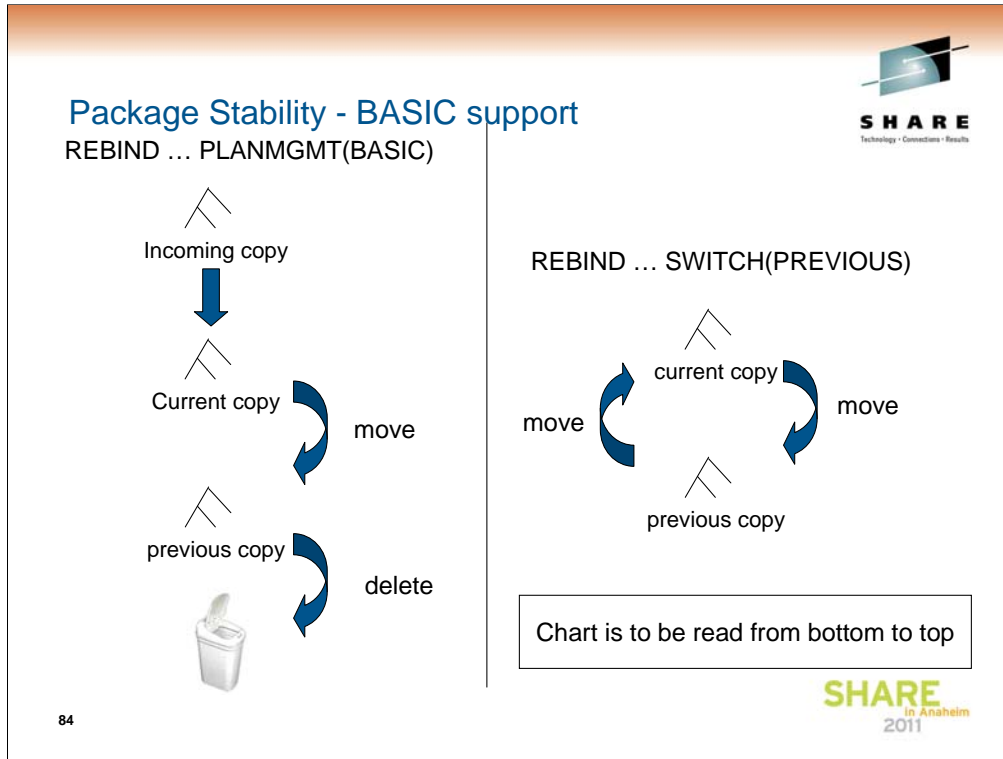 Package Stability - BASIC support
REBIND … PLANMGMT(BASIC)
Incoming copy
Current copy
move
previous copy
delete
SHARE
Technology · Connections · Results
REBIND … SWITCH(PREVIOUS)
current copy
move
move
previous copy
Chart is to be read from bottom to top
84
SHARE
in Anaheim
2011